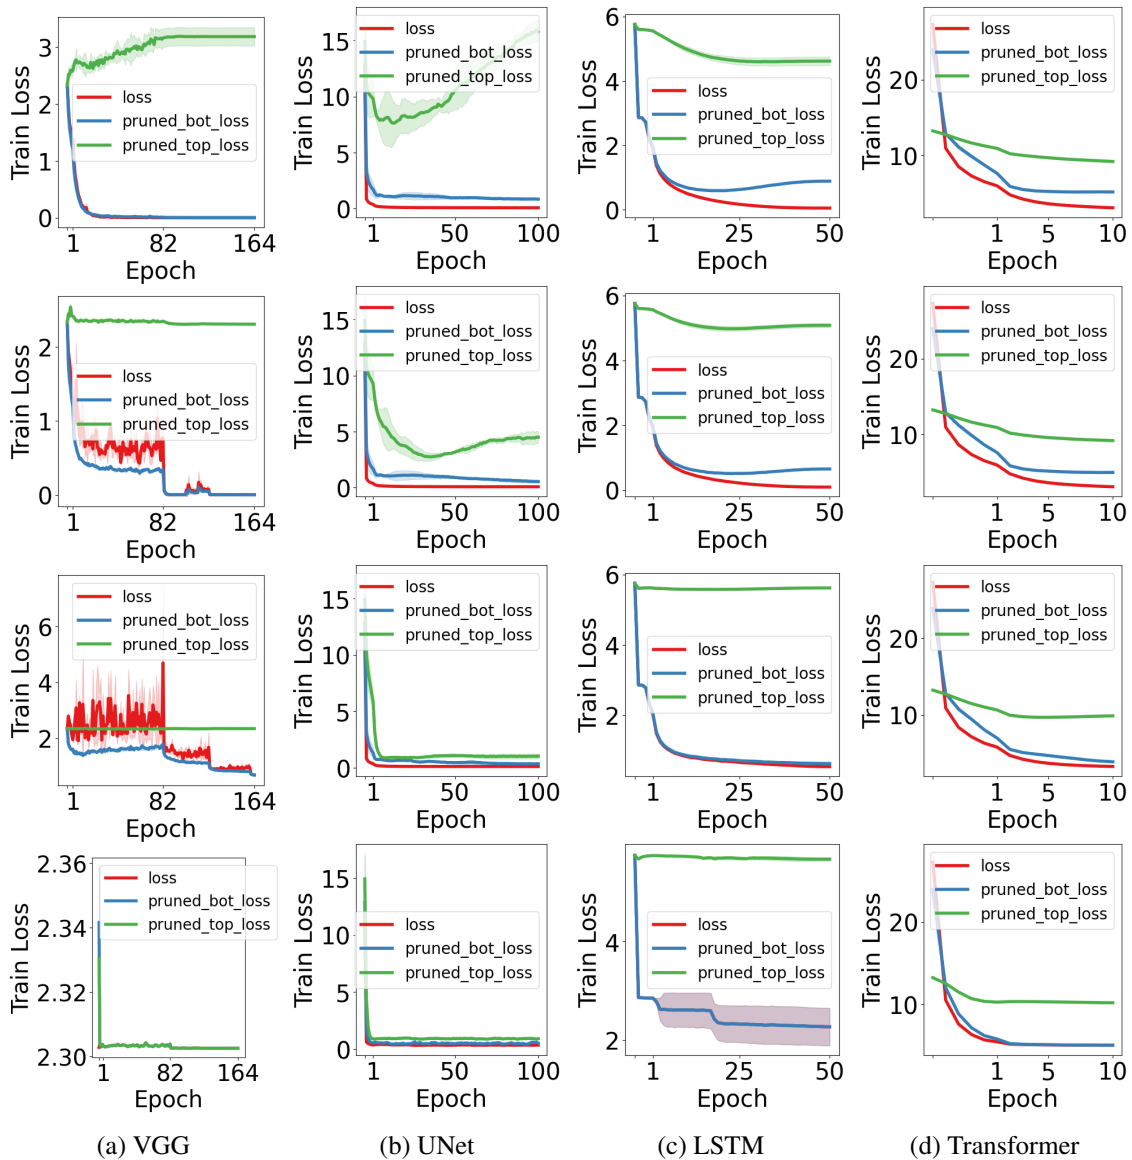 Train Loss
3
2
1
0
loss
pruned_bot_loss
pruned_top_loss
1 82 164
Epoch
Train Loss
15
10
5
0
loss
pruned_bot_loss
pruned_top_loss
1 50 100
Epoch
Train Loss
6
4
2
0
loss
pruned_bot_loss
pruned_top_loss
1 25 50
Epoch
Train Loss
20
10
loss
pruned_bot_loss
pruned_top_loss
1 5 10
Epoch
Train Loss
2
1
0
loss
pruned_bot_loss
pruned_top_loss
1 82 164
Epoch
Train Loss
15
10
5
0
loss
pruned_bot_loss
pruned_top_loss
1 50 100
Epoch
Train Loss
6
4
2
0
loss
pruned_bot_loss
pruned_top_loss
1 25 50
Epoch
Train Loss
20
10
loss
pruned_bot_loss
pruned_top_loss
1 5 10
Epoch
Train Loss
6
4
2
loss
pruned_bot_loss
pruned_top_loss
1 82 164
Epoch
Train Loss
15
10
5
0
loss
pruned_bot_loss
pruned_top_loss
1 50 100
Epoch
Train Loss
6
4
2
loss
pruned_bot_loss
pruned_top_loss
1 25 50
Epoch
Train Loss
20
10
loss
pruned_bot_loss
pruned_top_loss
1 5 10
Epoch
Train Loss
2.36
2.34
2.32
2.30
loss
pruned_bot_loss
pruned_top_loss
1 82 164
Epoch
Train Loss
15
10
5
0
loss
pruned_bot_loss
pruned_top_loss
1 50 100
Epoch
Train Loss
4
2
loss
pruned_bot_loss
pruned_top_loss
1 25 50
Epoch
Train Loss
20
10
loss
pruned_bot_loss
pruned_top_loss
1 5 10
Epoch
(a) VGG
(b) UNet
(c) LSTM
(d) Transformer